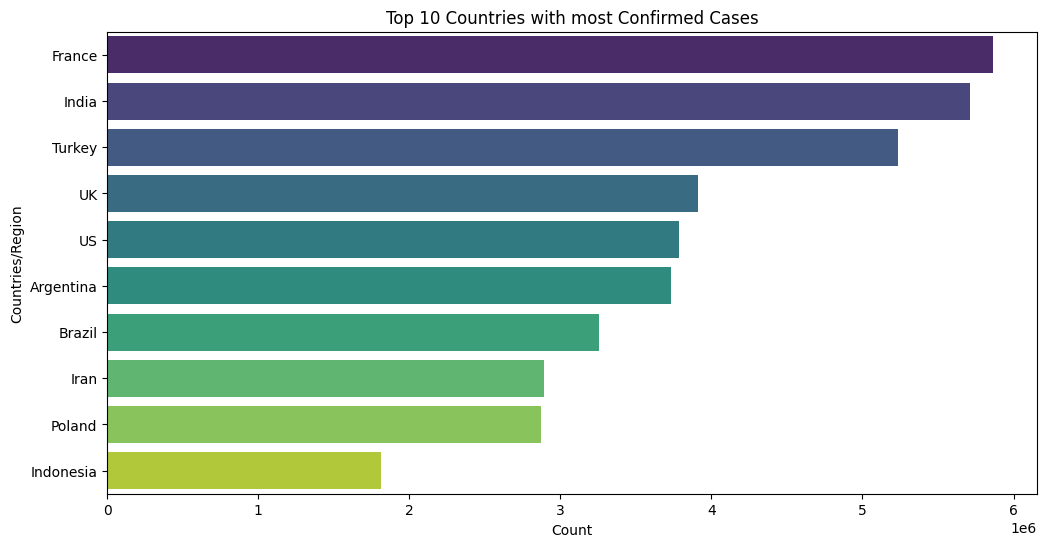 Top 10 Countries with most Confirmed Cases
Countries/Region
France
India
Turkey
UK
US
Argentina
Brazil
Iran
Poland
Indonesia
0 1 2 3 4 5 6
1e6
Count